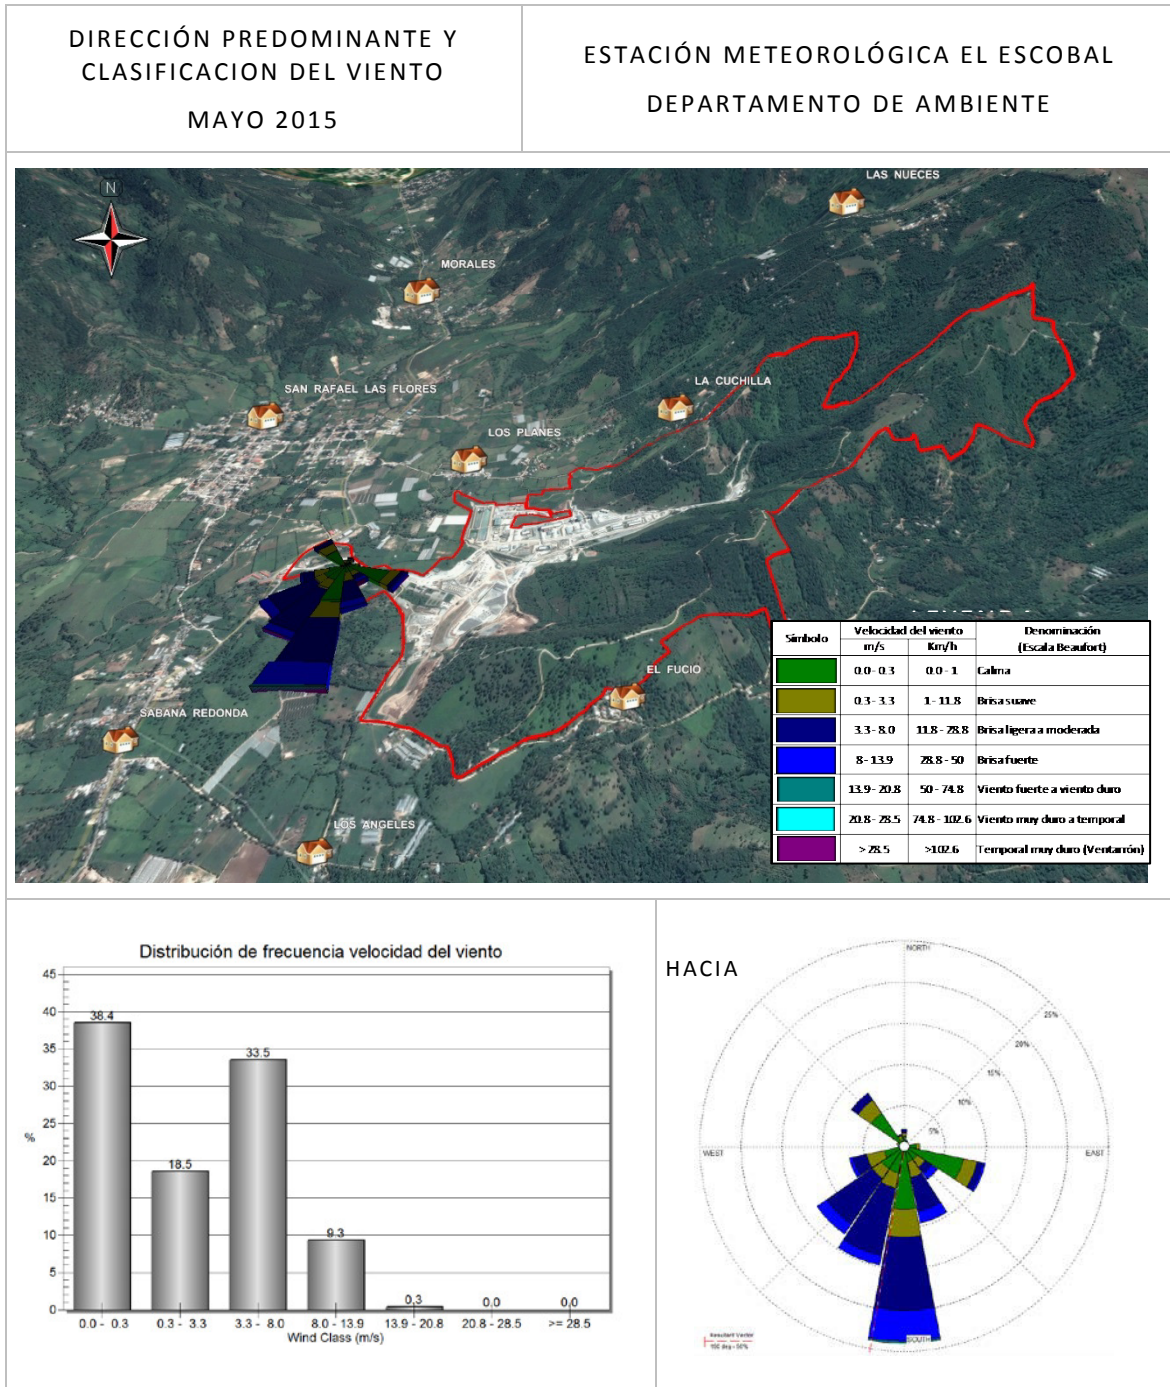 DIRECCIÓN PREDOMINANTE Y
CLASIFICACION DEL VIENTO
MAYO 2015
ESTACIÓN METEOROLÓGICA EL ESCOBAL
DEPARTAMENTO DE AMBIENTE
N
LAS NUECES
MORALES
SAN RAFAEL LAS FLORES
LA CUCHILLA
LOS PLANES
EL FUCIO
SABANA REDONDA
LOS ANGELES
Símbolo
Velocidad del viento
Denominación
m/s
Km/h
(Escala Beaufort)
0.0 - 0.3 0.0 - 1 Calma
0.3 - 3.3 1 - 11.8 Brisa suave
3.3 - 8.0 11.8 - 28.8 Brisa ligera a moderada
8 - 13.9 28.8 - 50 Brisa fuerte
13.9 - 20.8 50 - 74.8 Viento fuerte a viento duro
20.8 - 28.5 74.8 - 102.6 Viento muy duro a temporal
> 28.5 >102.6 Temporal muy duro (Ventarrón)
Distribución de frecuencia velocidad del viento
45
40
35
30
25
20
15
10
5
0
%
38.4
18.5
33.5
9.3
0.3
0.0
0.0
0.0 - 0.3
0.3 - 3.3
3.3 - 8.0
8.0 - 13.9
13.9 - 20.8
20.8 - 28.5
>= 28.5
Wind Class (m/s)
HACIA
NORTH
25%
20%
15%
10%
5%
WEST
EAST
SOUTH
Resultant Vector